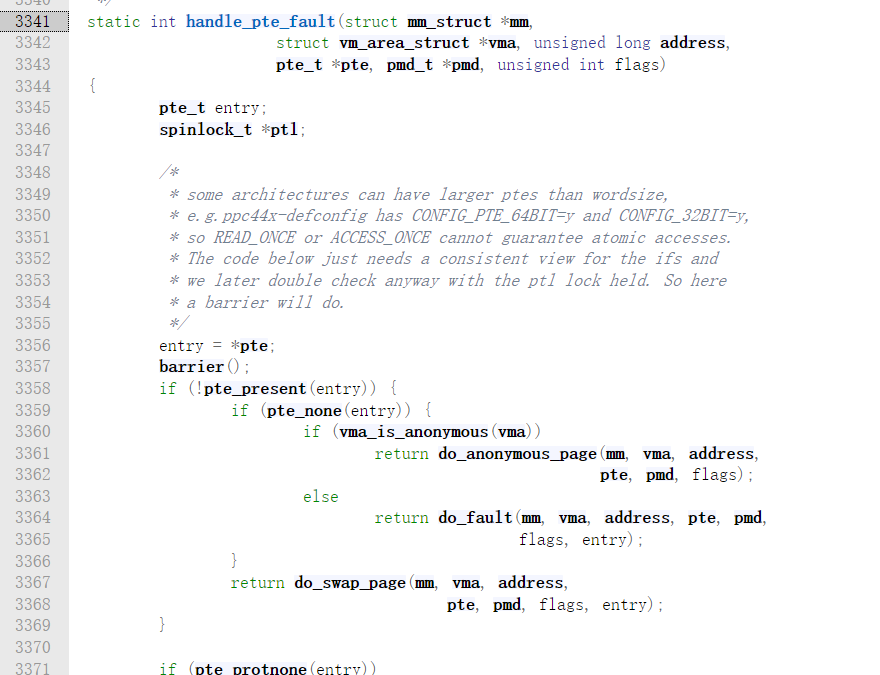 3340 */
3341 static int handle_pte_fault(struct mm_struct *mm,
3342 struct vm_area_struct *vma, unsigned long address,
3343 pte_t *pte, pmd_t *pmd, unsigned int flags)
3344 {
3345 pte_t entry;
3346 spinlock_t *ptl;
3347
3348 /*
3349 * some architectures can have larger ptes than wordsize,
3350 * e.g.ppc44x-defconfig has CONFIG_PTE_64BIT=y and CONFIG_32BIT=y,
3351 * so READ_ONCE or ACCESS_ONCE cannot guarantee atomic accesses.
3352 * The code below just needs a consistent view for the ifs and
3353 * we later double check anyway with the ptl lock held. So here
3354 * a barrier will do.
3355 */
3356 entry = *pte;
3357 barrier();
3358 if (!pte_present(entry)) {
3359 if (pte_none(entry)) {
3360 if (vma_is_anonymous(vma))
3361 return do_anonymous_page(mm, vma, address,
3362 pte, pmd, flags);
3363 else
3364 return do_fault(mm, vma, address, pte, pmd,
3365 flags, entry);
3366 }
3367 return do_swap_page(mm, vma, address,
3368 pte, pmd, flags, entry);
3369 }
3370
3371 if (pte_protnone(entry))